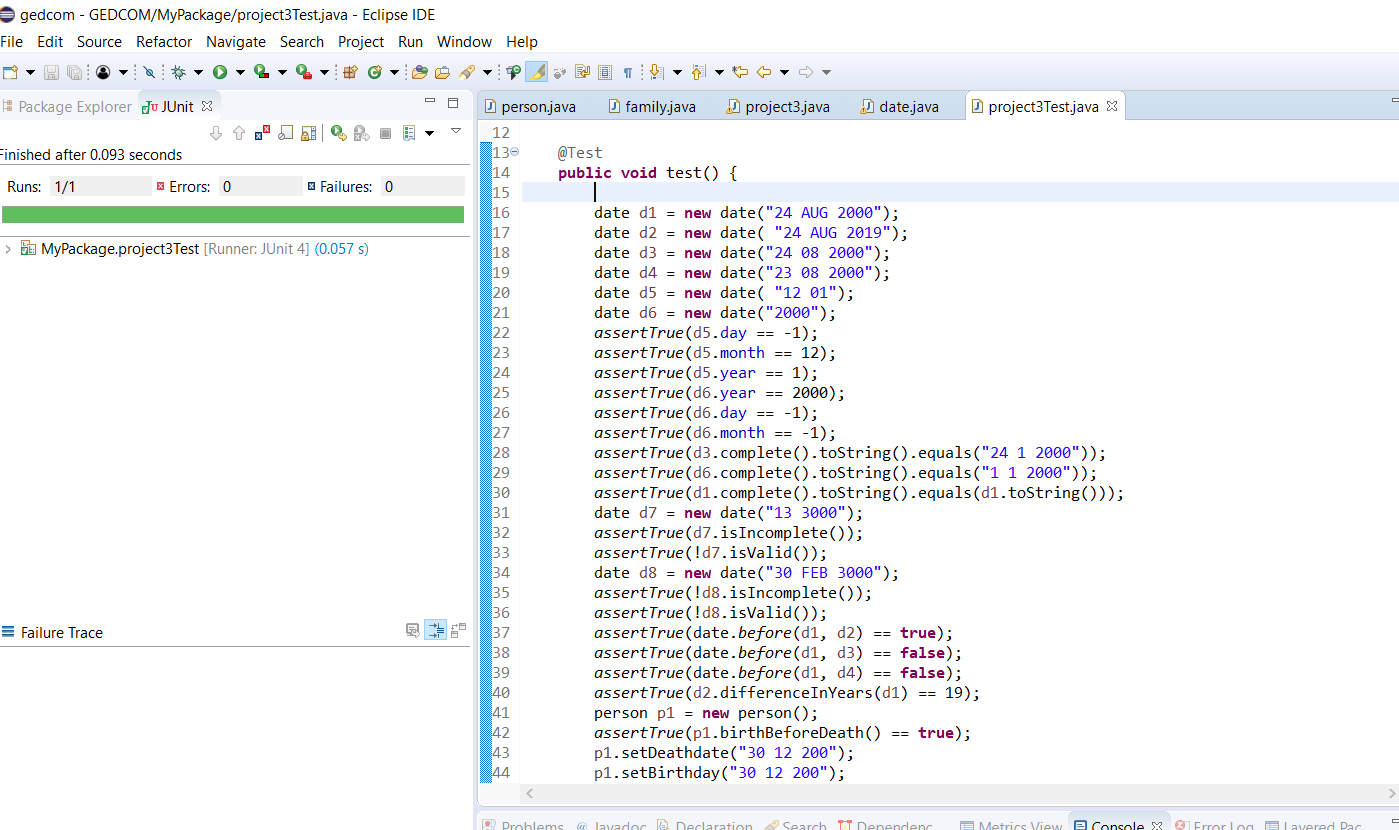 gedcom - GEDCOM/MyPackage/project3Test.java - Eclipse IDE
File Edit Source Refactor Navigate Search Project Run Window Help
Package Explorer JUnit
Finished after 0.093 seconds
Runs: 1/1 Errors: 0 Failures: 0
MyPackage.project3Test [Runner: JUnit 4] (0.057 s)
Failure Trace
person.java family.java project3.java date.java project3Test.java
12
13 @Test
14 public void test() {
15
16 date d1 = new date("24 AUG 2000");
17 date d2 = new date( "24 AUG 2019");
18 date d3 = new date("24 08 2000");
19 date d4 = new date("23 08 2000");
20 date d5 = new date( "12 01");
21 date d6 = new date("2000");
22 assertTrue(d5.day == -1);
23 assertTrue(d5.month == 12);
24 assertTrue(d5.year == 1);
25 assertTrue(d6.year == 2000);
26 assertTrue(d6.day == -1);
27 assertTrue(d6.month == -1);
28 assertTrue(d3.complete().toString().equals("24 1 2000"));
29 assertTrue(d6.complete().toString().equals("1 1 2000"));
30 assertTrue(d1.complete().toString().equals(d1.toString()));
31 date d7 = new date("13 3000");
32 assertTrue(d7.isIncomplete());
33 assertTrue(!d7.isValid());
34 date d8 = new date("30 FEB 3000");
35 assertTrue(!d8.isIncomplete());
36 assertTrue(!d8.isValid());
37 assertTrue(date.before(d1, d2) == true);
38 assertTrue(date.before(d1, d3) == false);
39 assertTrue(date.before(d1, d4) == false);
40 assertTrue(d2.differenceInYears(d1) == 19);
41 person p1 = new person();
42 assertTrue(p1.birthBeforeDeath() == true);
43 p1.setDeathdate("30 12 200");
44 p1.setBirthday("30 12 200");
Problems @ Javadoc Declaration Search Dependenc Metrics View Console Error Log Layered Pac